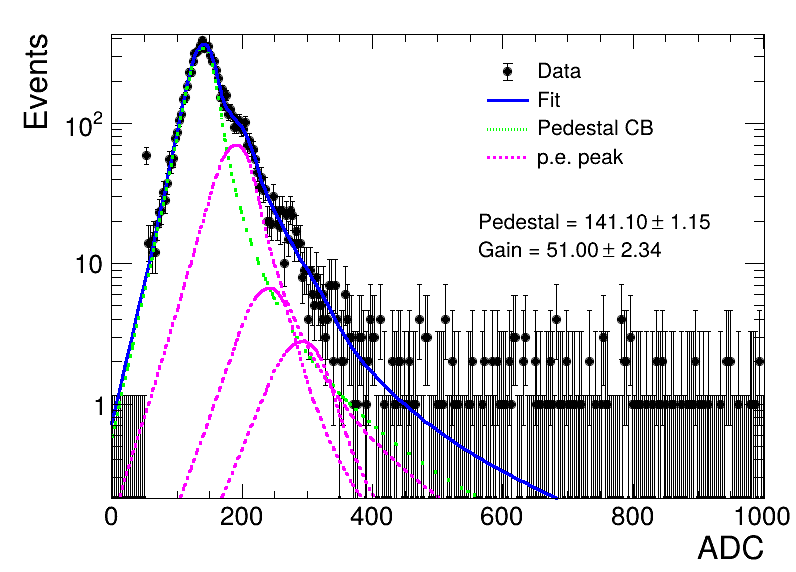 Events
10²
10
1
Data
Fit
Pedestal CB
p.e. peak
Pedestal = 141.10 ± 1.15
Gain = 51.00 ± 2.34
0 200 400 600 800 1000
ADC